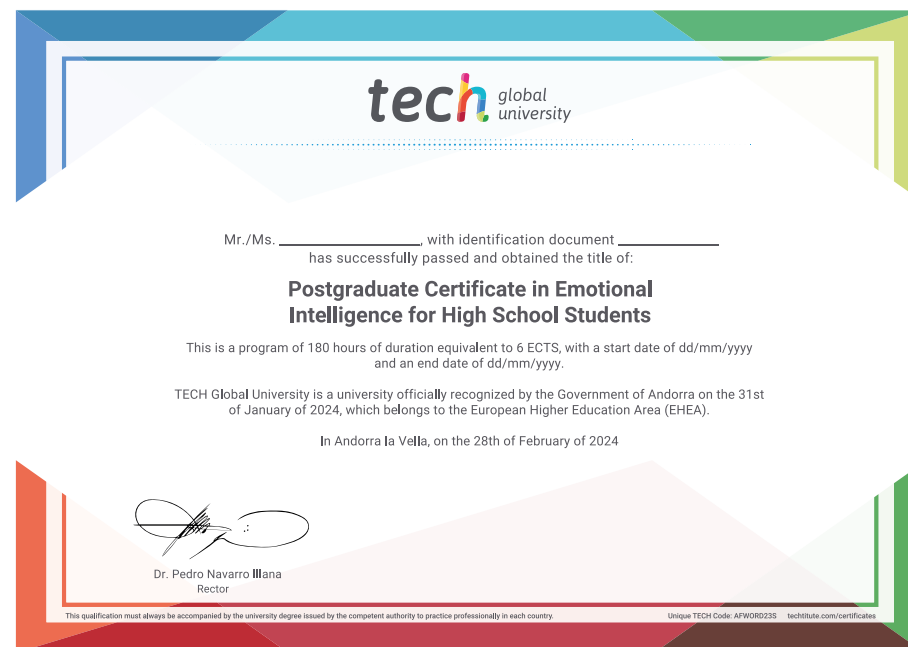 tech global university
Mr./Ms. ____________________, with identification document ______________
has successfully passed and obtained the title of:
Postgraduate Certificate in Emotional
Intelligence for High School Students
This is a program of 180 hours of duration equivalent to 6 ECTS, with a start date of dd/mm/yyyy
and an end date of dd/mm/yyyy.
TECH Global University is a university officially recognized by the Government of Andorra on the 31st
of January of 2024, which belongs to the European Higher Education Area (EHEA).
In Andorra la Vella, on the 28th of February of 2024
Dr. Pedro Navarro Illana
Rector
This qualification must always be accompanied by the university degree issued by the competent authority to practice professionally in each country.
Unique TECH Code: AFWORD23S techtitute.com/certificates